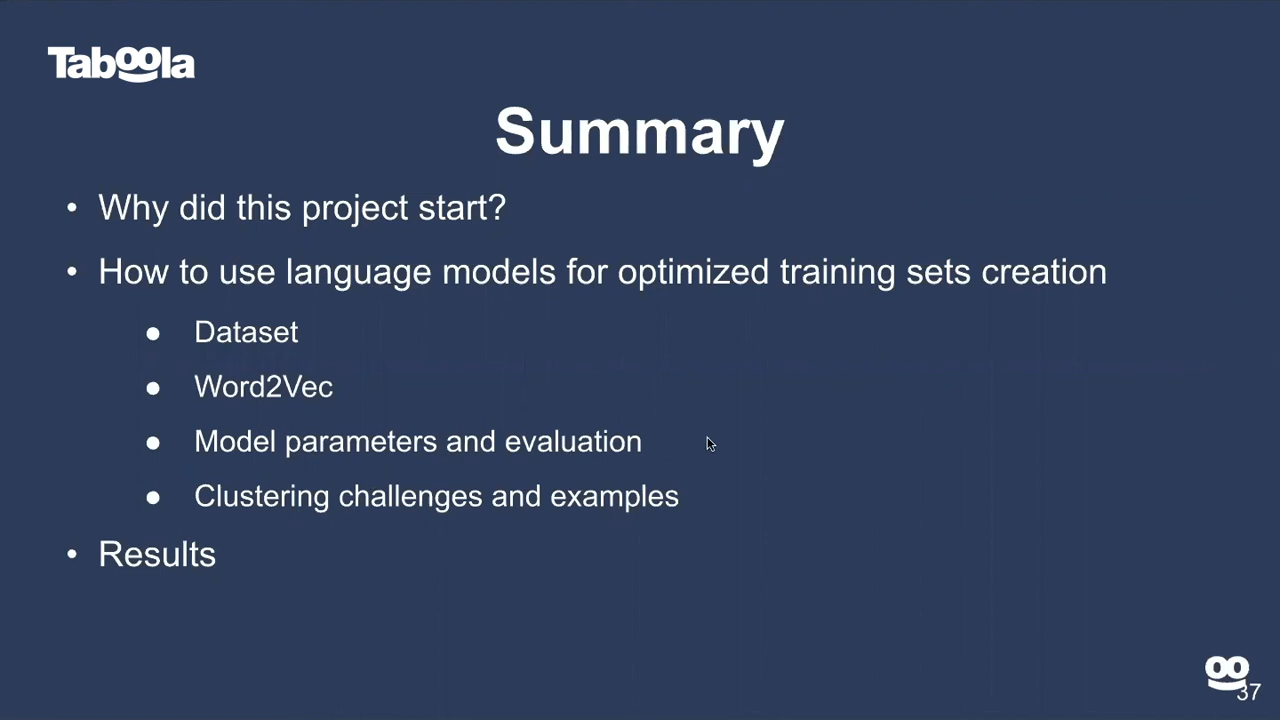 Taboola
Summary
• Why did this project start?
• How to use language models for optimized training sets creation
● Dataset
● Word2Vec
● Model parameters and evaluation
● Clustering challenges and examples
• Results
37